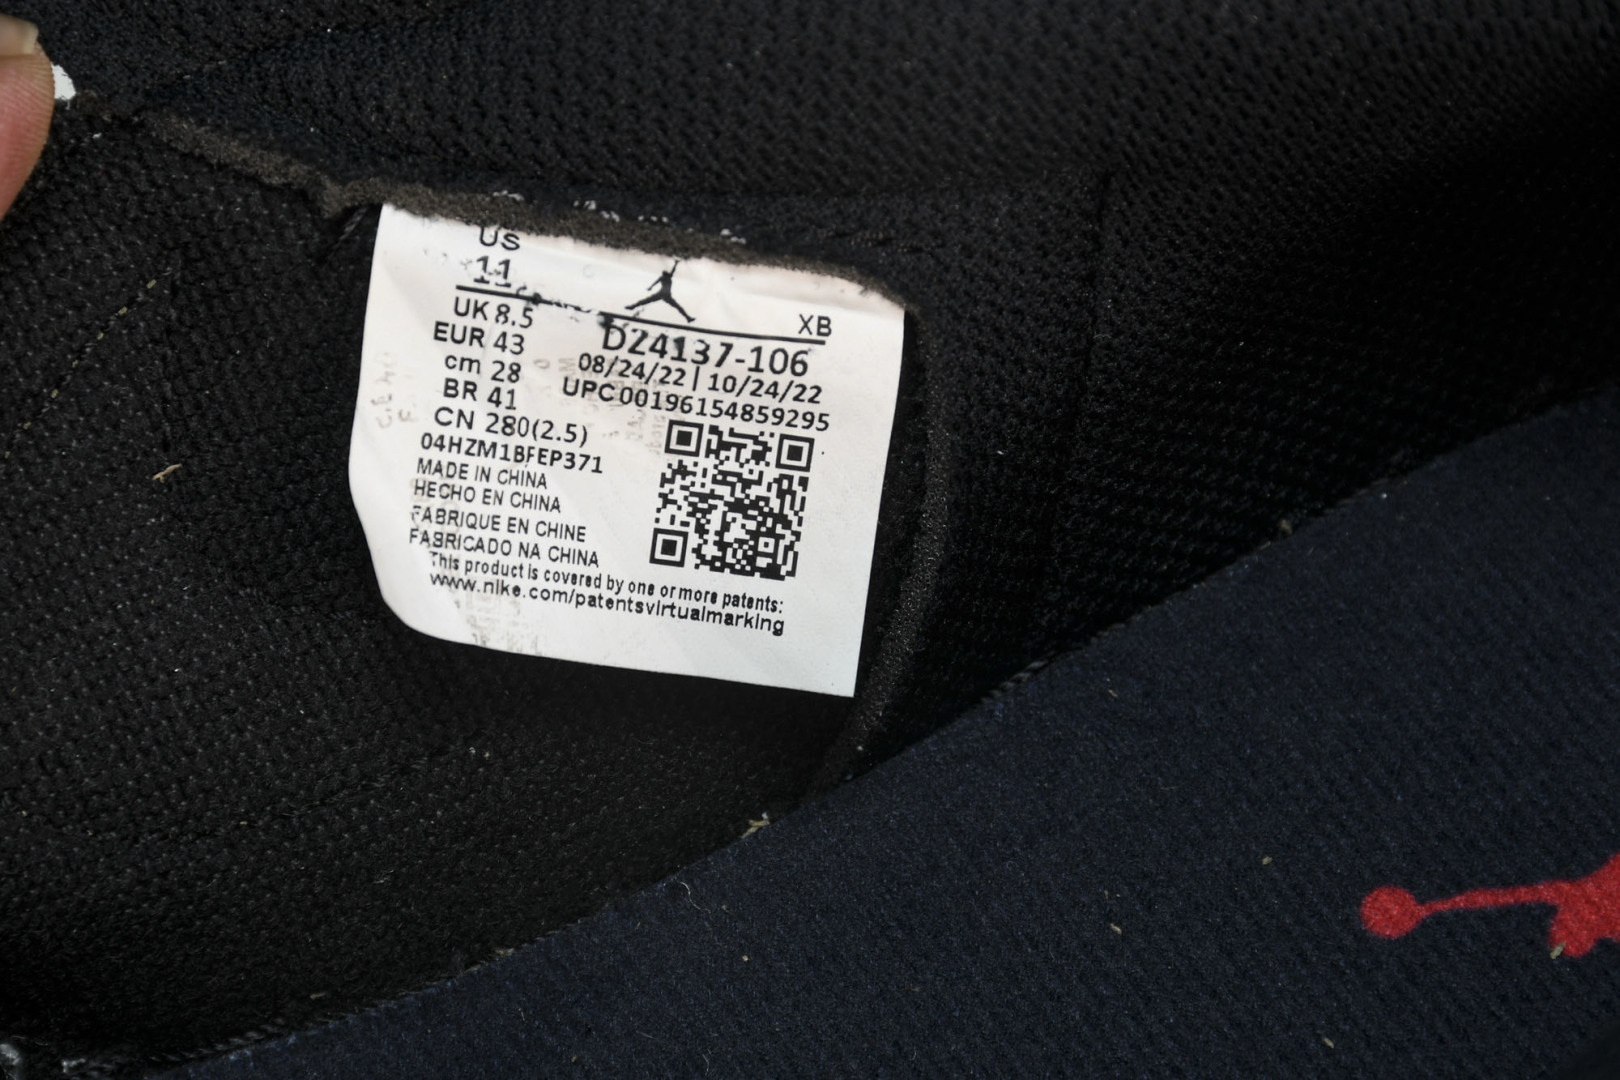 US
11
XB
UK 8.5
DZ4137-106
EUR 43
08/24/22 | 10/24/22
cm 28
UPC 00196154859295
BR 41
CN 280(2.5)
04HZM1BFEP371
MADE IN CHINA
HECHO EN CHINA
FABRIQUE EN CHINE
FABRICADO NA CHINA
This product is covered by one or more patents:
www.nike.com/patentsvirtualmarking